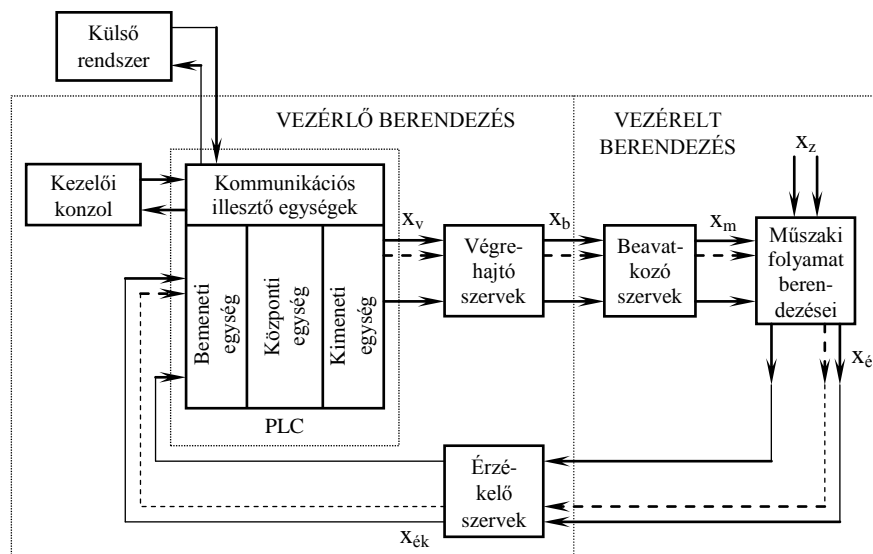 Külső
rendszer
VEZÉRLŐ BERENDEZÉS
VEZÉRELT
BERENDEZÉS
x_z
Kezelői
konzol
Kommunikációs
illesztő egységek
x_v
x_b
x_m
Végre-
hajtó
szervek
Beavat-
kozó
szervek
Műszaki
folyamat
beren-
dezései
Bemeneti
egység
Központi
egység
Kimeneti
egység
x_é
PLC
Érzé-
kelő
szervek
x_ék